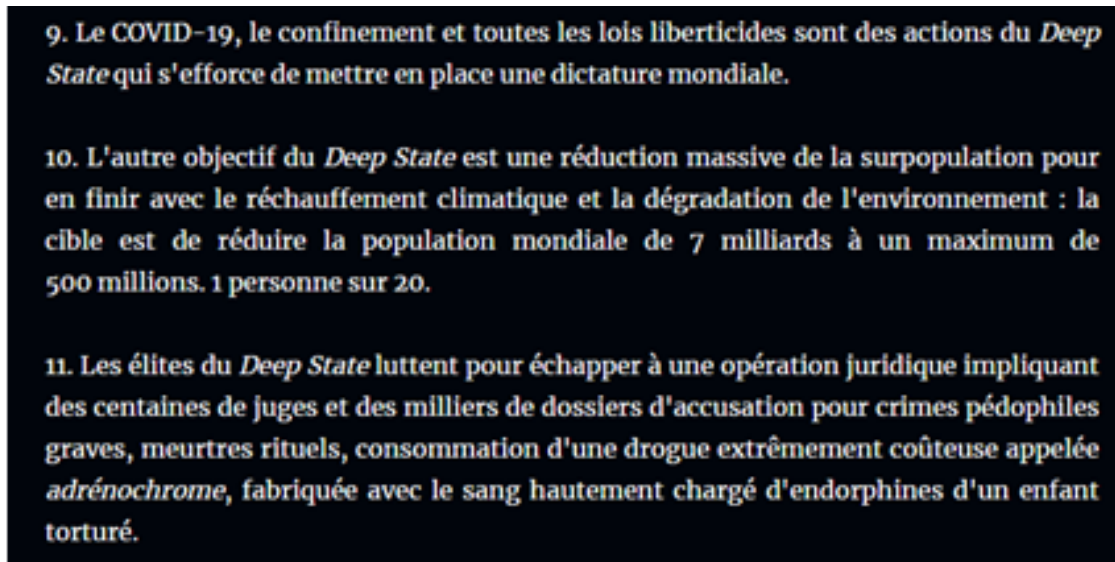 9. Le COVID-19, le confinement et toutes les lois liberticides sont des actions du Deep
State qui s'efforce de mettre en place une dictature mondiale.
10. L'autre objectif du Deep State est une réduction massive de la surpopulation pour
en finir avec le réchauffement climatique et la dégradation de l'environnement : la
cible est de réduire la population mondiale de 7 milliards à un maximum de
500 millions. 1 personne sur 20.
11. Les élites du Deep State luttent pour échapper à une opération juridique impliquant
des centaines de juges et des milliers de dossiers d'accusation pour crimes pédophiles
graves, meurtres rituels, consommation d'une drogue extrêmement coûteuse appelée
adrénochrome, fabriquée avec le sang hautement chargé d'endorphines d'un enfant
torturé.